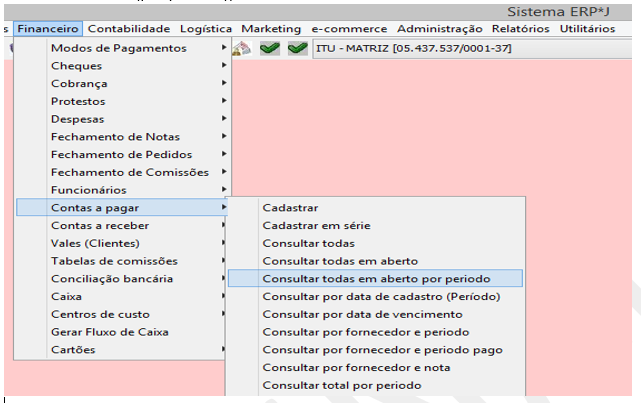 Sistema ERP*J
s Financeiro Contabilidade Logística Marketing e-commerce Administração Relatórios Utilitários
ITU - MATRIZ [05.437.537/0001-37]
Modos de Pagamentos
Cheques
Cobrança
Protestos
Despesas
Fechamento de Notas
Fechamento de Pedidos
Fechamento de Comissões
Funcionários
Contas a pagar
Contas a receber
Vales (Clientes)
Tabelas de comissões
Conciliação bancária
Caixa
Centros de custo
Gerar Fluxo de Caixa
Cartões
Cadastrar
Cadastrar em série
Consultar todas
Consultar todas em aberto
Consultar todas em aberto por periodo
Consultar por data de cadastro (Período)
Consultar por data de vencimento
Consultar por fornecedor e periodo
Consultar por fornecedor e periodo pago
Consultar por fornecedor e nota
Consultar total por periodo